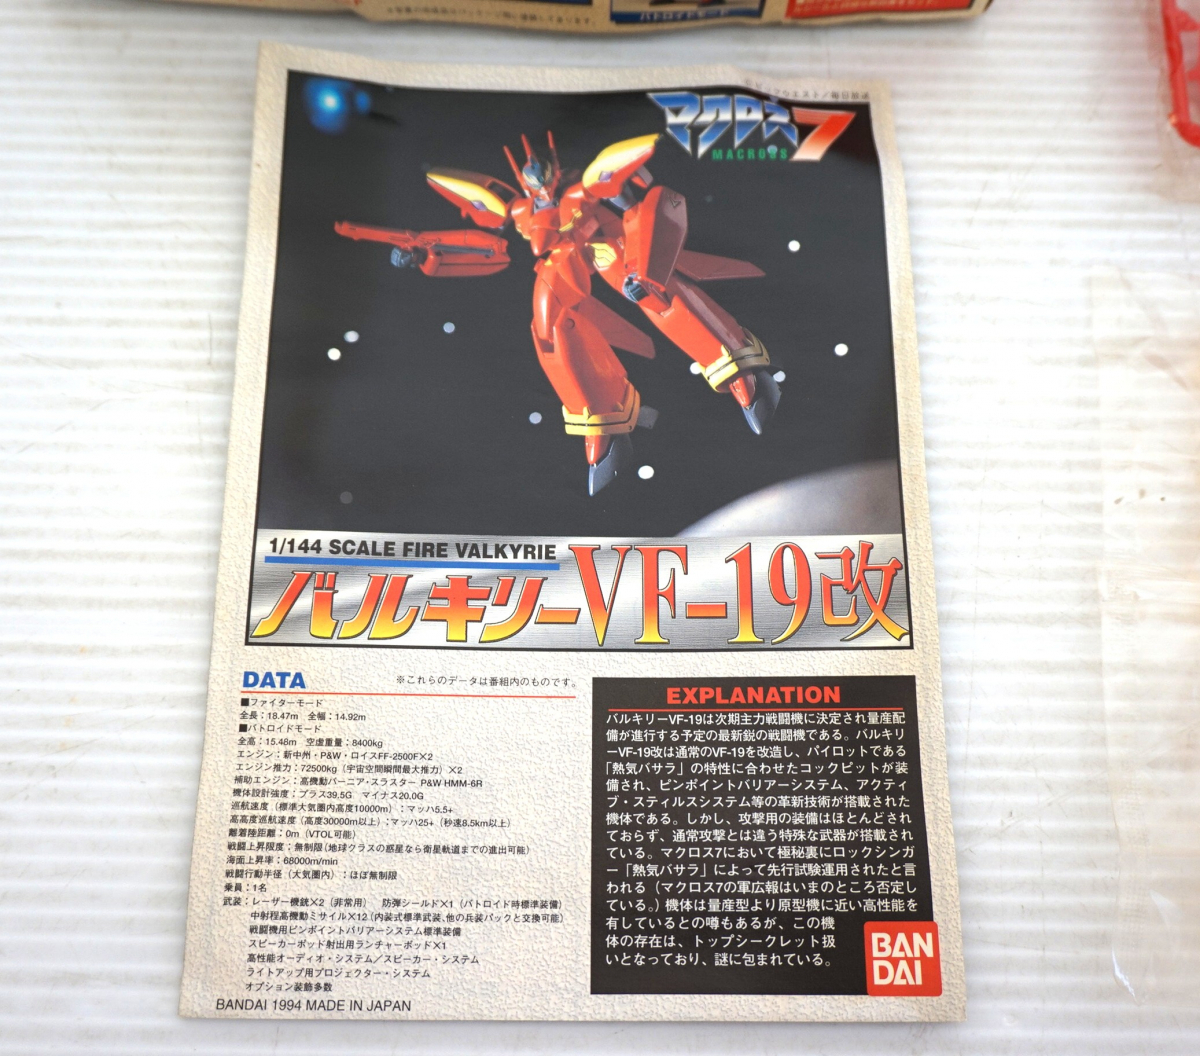 バトロイドモード
マクロス7
MACROSS
1/144 SCALE FIRE VALKYRIE
バルキリーVF-19改
DATA
※これらのデータは番組内のものです。
■ファイターモード
全長：18.47m 全幅：14.92m
■バトロイドモード
全高：15.48m 空虚重量：8400kg
エンジン：新中州・P&W・ロイスFF-2500F×2
エンジン推力：72500kg（宇宙空間瞬間最大推力）×2
補助エンジン：高機動バーニア・スラスター P&W HMM-6R
機体設計強度：プラス39.5G マイナス20.0G
巡航速度（標準大気圏内高度10000m）：マッハ5.5+
高高度巡航速度（高度30000m以上）：マッハ25+（秒速8.5km以上）
離着陸距離：0m（VTOL可能）
戦闘上昇限度：無制限（地球クラスの惑星なら衛星軌道までの進出可能）
海面上昇率：68000m/min
戦闘行動半径（大気圏内）：ほぼ無制限
乗員：1名
武装：レーザー機銃×2（非常用） 防弾シールド×1（バトロイド時標準装備）
中射程高機動ミサイル×12（内装式標準武装、他の兵装パックと交換可能）
戦闘機用ピンポイントバリアーシステム標準装備
スピーカーポッド射出用ランチャーポッド×1
高性能オーディオ・システム／スピーカー・システム
ライトアップ用プロジェクター・システム
オプション装飾多数
BANDAI 1994 MADE IN JAPAN
EXPLANATION
バルキリーVF-19は次期主力戦闘機に決定され量産配
備が進行する予定の最新鋭の戦闘機である。バルキリ
ーVF-19改は通常のVF-19を改造し、パイロットである
「熱気バサラ」の特性に合わせたコックピットが装
備され、ピンポイントバリアーシステム、アクティ
ブ・スティルスシステム等の革新技術が搭載された
機体である。しかし、攻撃用の装備はほとんどされ
ておらず、通常攻撃とは違う特殊な武器が搭載され
ている。マクロス7において極秘裏にロックシンガ
ー「熱気バサラ」によって先行試験運用されたと言
われる（マクロス7の軍広報はいまのところ否定し
ている。）機体は量産型より原型機に近い高性能を
有しているとの噂もあるが、この機
体の存在は、トップシークレット扱
いとなっており、謎に包まれている。
BAN
DAI